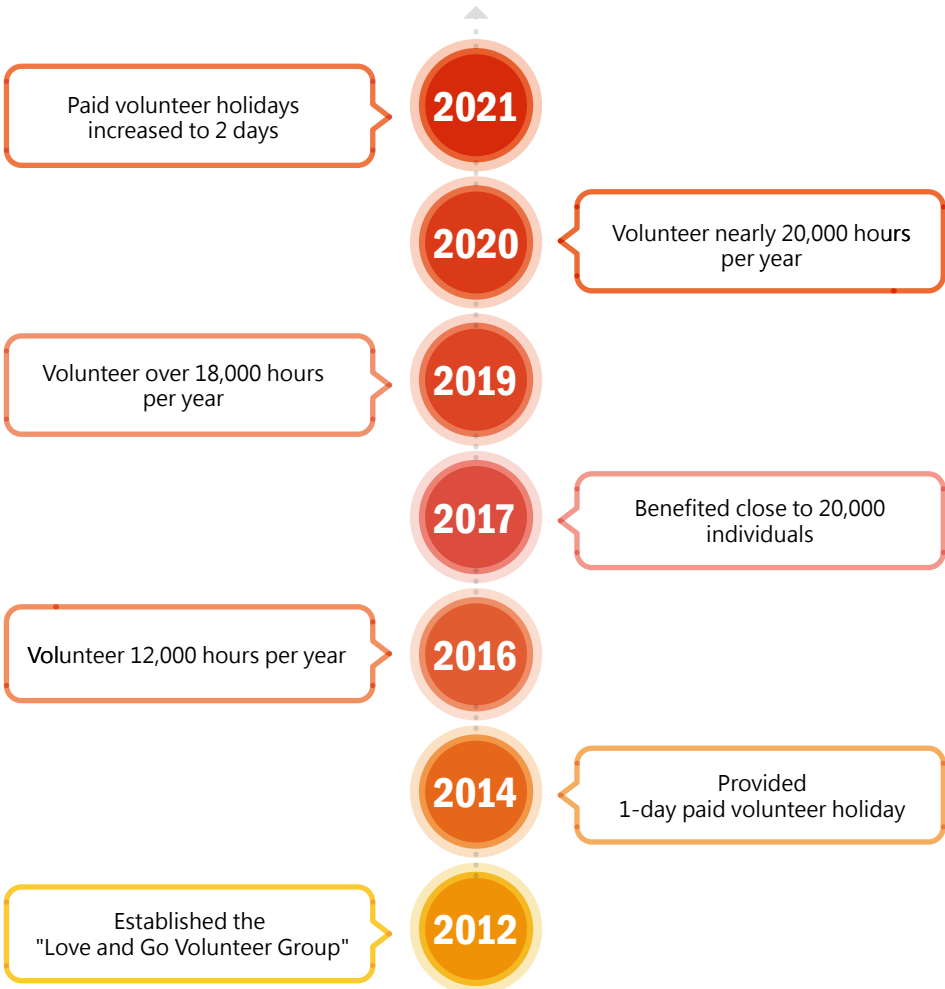 2021
Paid volunteer holidays
increased to 2 days
2020
Volunteer nearly 20,000 hours
per year
2019
Volunteer over 18,000 hours
per year
2017
Benefited close to 20,000
individuals
2016
Volunteer 12,000 hours per year
2014
Provided
1-day paid volunteer holiday
2012
Established the
"Love and Go Volunteer Group"